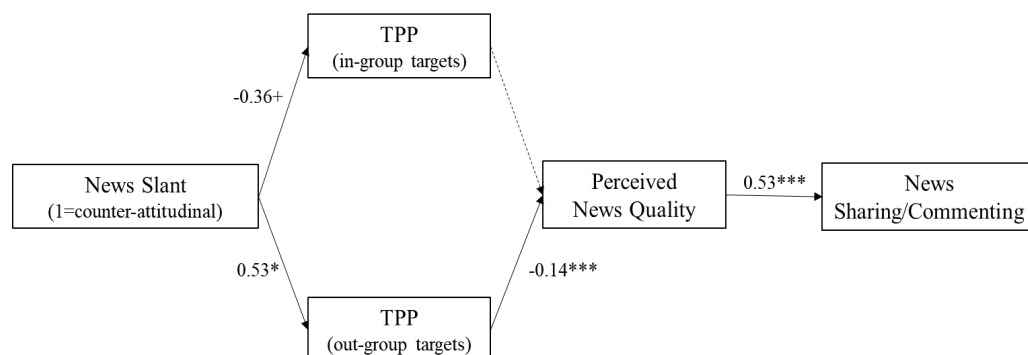 TPP
(in-group targets)
-0.36+
News Slant
(1=counter-attitudinal)
Perceived
News Quality
0.53***
News
Sharing/Commenting
0.53*
-0.14***
TPP
(out-group targets)